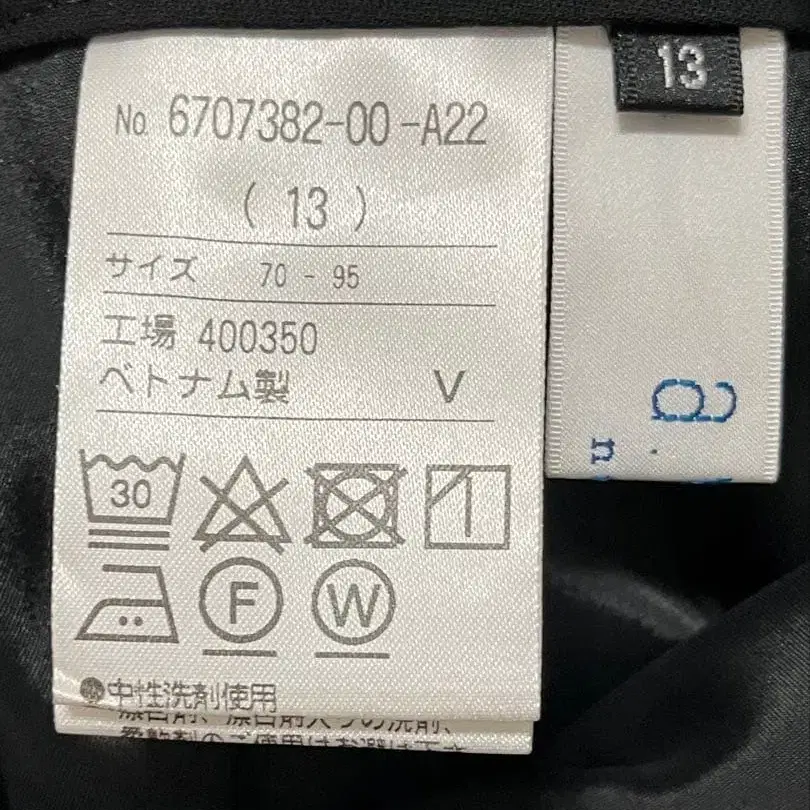 No. 6707382-00-A22
( 13 )
サイズ 70 - 95
工場 400350
ベトナム製 V
30
F
W
中性洗剤使用
13